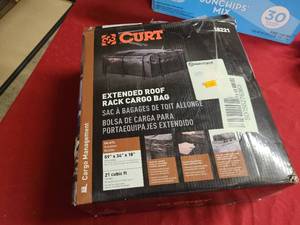 SUNCHIPS
MIX
30
CURT
18221
EXTENDED ROOF
RACK CARGO BAG
SAC À BAGAGES DE TOIT ALLONGÉ
BOLSA DE CARGA PARA
PORTAEQUIPAJES EXTENDIDO
59" x 34" x 18"
21 cubic ft
Cargo Management